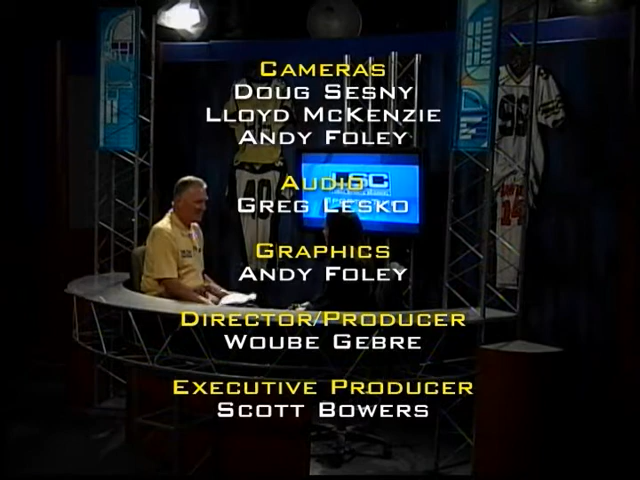 CAMERAS
DOUG SESNY
LLOYD MCKENZIE
ANDY FOLEY
AUDIO
GREG LESKO
GRAPHICS
ANDY FOLEY
DIRECTOR/PRODUCER
WOUBE GEBRE
EXECUTIVE PRODUCER
SCOTT BOWERS